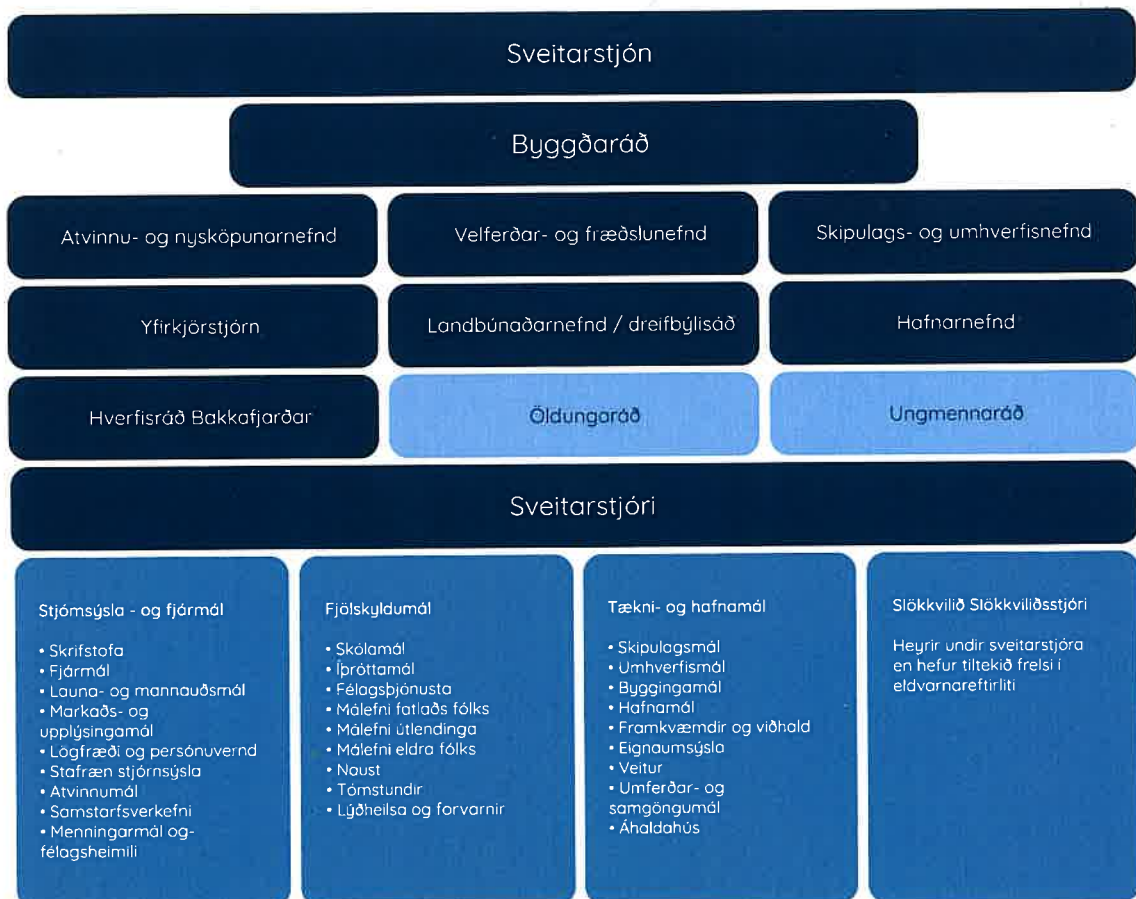 Sveitarstjón
Byggðaráð
Atvinnu- og nysköpunarnefnd
Velferðar- og fræðslunefnd
Skipulags- og umhverfisnefnd
Yfirkjörstjórn
Landbúnaðarnefnd / dreifbýlisáð
Hafnarnefnd
Hverfisráð Bakkafjarðar
Öldungaráð
Ungmennaráð
Sveitarstjóri
Stjórnsýsla - og fjármál
• Skrifstofa
• Fjármál
• Launa- og mannauðsmál
• Markaðs- og
upplýsingamál
• Lögfræði og persónuvernd
• Stafræn stjórnsýsla
• Atvinnumál
• Samstarfsverkefni
• Menningarmál og-
félagsheimili
Fjölskyldumál
• Skólamál
• Íþróttamál
• Félagsþjónusta
• Málefni fatlaðs fólks
• Málefni útlendinga
• Málefni eldra fólks
• Naust
• Tómstundir
• Lýðheilsa og forvarnir
Tækni- og hafnamál
• Skipulagsmál
• Umhverfismál
• Byggingamál
• Hafnamál
• Framkvæmdir og viðhald
• Eignaumsýsla
• Veitur
• Umferðar- og
samgöngumál
• Áhaldahús
Slökkvilið Slökkviliðsstjóri
Heyrir undir sveitarstjóra
en hefur tiltekið frelsi í
eldvarnareftirliti